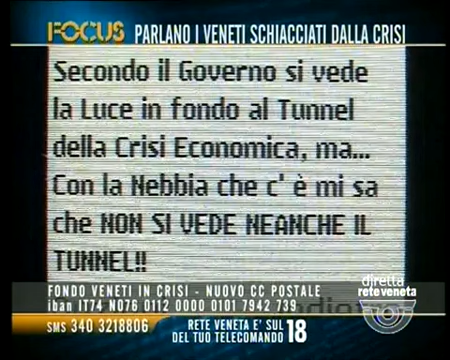 FOCUS PARLANO I VENETI SCHIACCIATI DALLA CRISI
Secondo il Governo si vede
la Luce in fondo al Tunnel
della Crisi Economica, ma...
Con la Nebbia che c' è mi sa
che NON SI VEDE NEANCHE IL
TUNNEL!!
diretta
reteveneta
FONDO VENETI IN CRISI - NUOVO CC POSTALE
iban IT74 N076 0112 0000 0101 7942 739
SMS 340 3218806
RETE VENETA E' SUL
DEL TUO TELECOMANDO 18